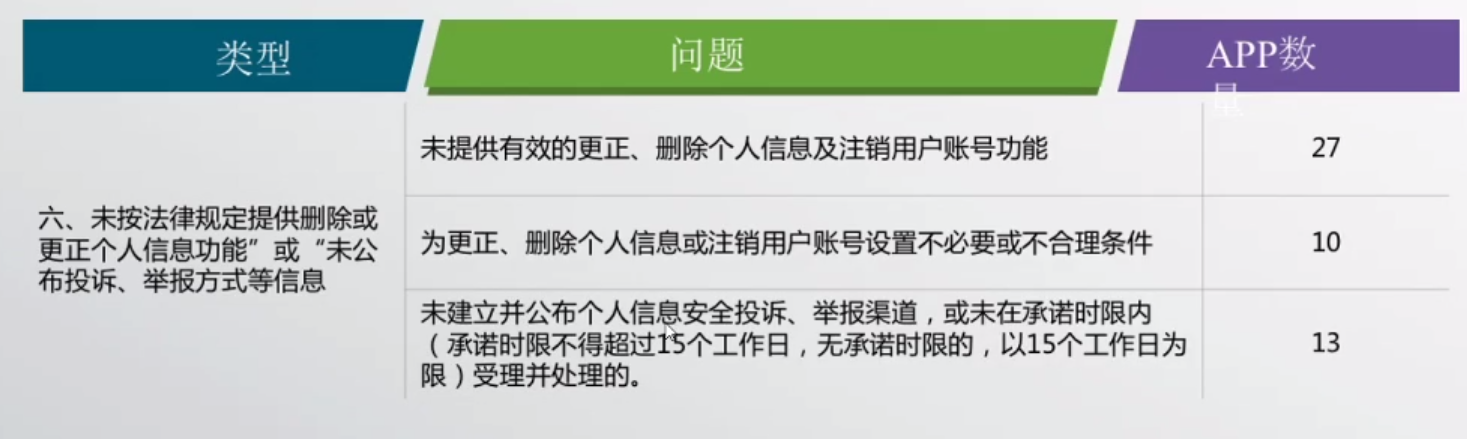 类型
问题
APP数
量
未提供有效的更正、删除个人信息及注销用户账号功能
27
六、未按法律规定提供删除或
更正个人信息功能”或“未公
布投诉、举报方式等信息
为更正、删除个人信息或注销用户账号设置不必要或不合理条件
10
未建立并公布个人信息安全投诉、举报渠道，或未在承诺时限内
（承诺时限不得超过15个工作日，无承诺时限的，以15个工作日为
限）受理并处理的。
13